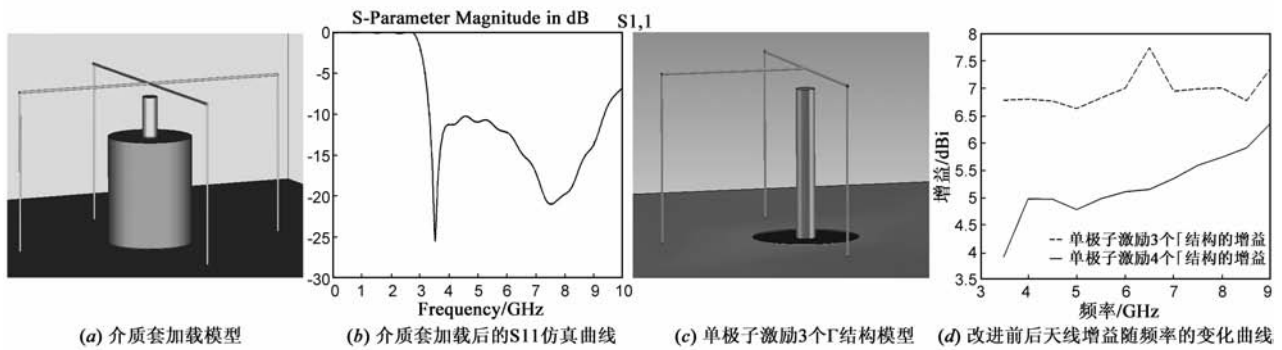 S-Parameter Magnitude in dB
S1,1
0
-5
-10
-15
-20
-25
-30
0 1 2 3 4 5 6 7 8 9 10
Frequency/GHz
8
7.5
7
6.5
6
5.5
5
4.5
4
3.5
增益/dBi
单极子激励3个Γ结构的增益
单极子激励4个Γ结构的增益
3 4 5 6 7 8 9
频率/GHz
(a) 介质套加载模型
(b) 介质套加载后的S11仿真曲线
(c) 单极子激励3个Γ结构模型
(d) 改进前后天线增益随频率的变化曲线